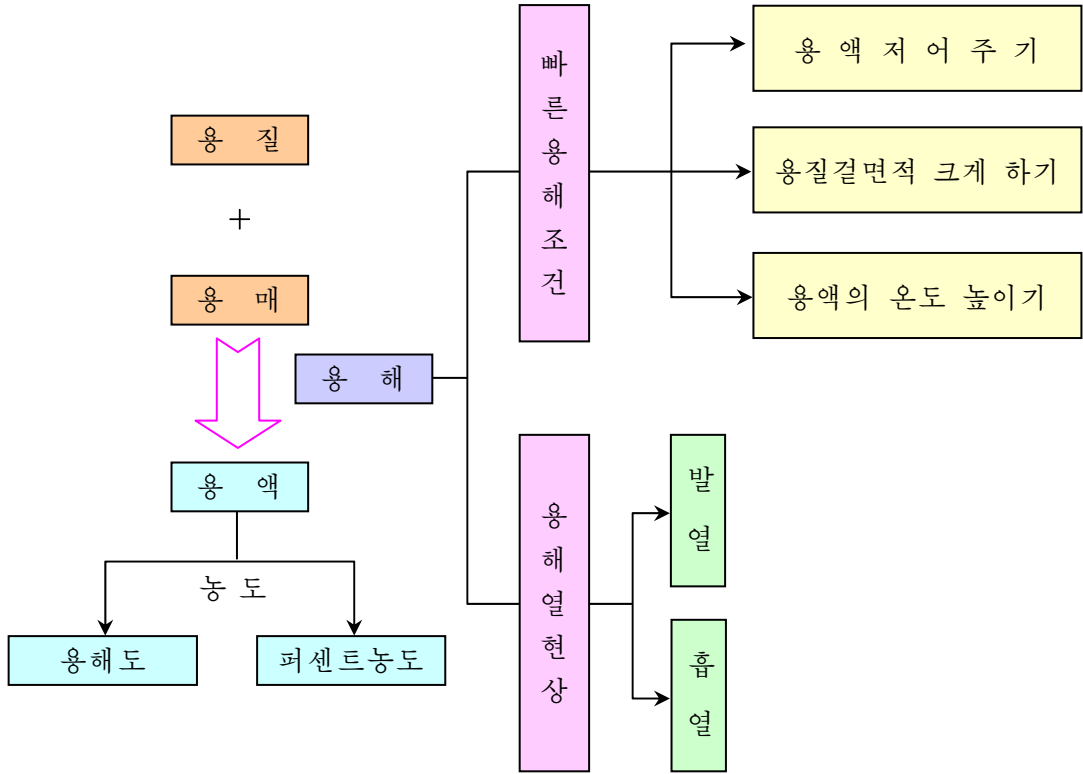 용 질
+
용 매
용 해
용 액
농 도
용해도
퍼센트농도
빠른용해조건
용 액 저 어 주 기
용질겉면적 크게 하기
용액의 온도 높이기
용해열현상
발열
흡열